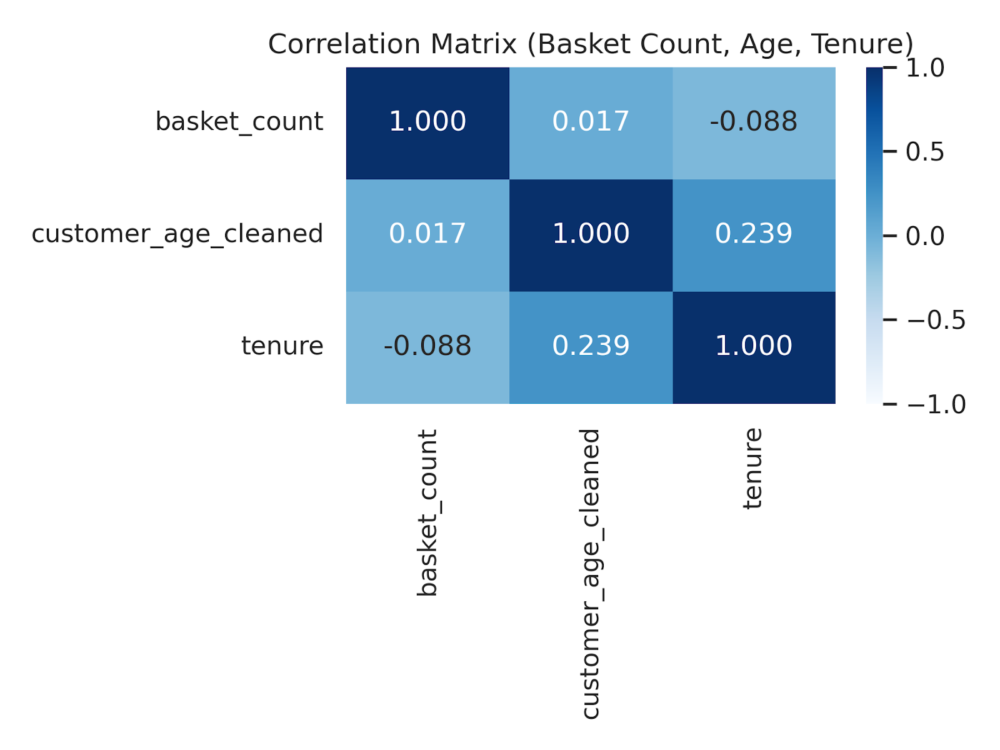 Correlation Matrix (Basket Count, Age, Tenure)
basket_count
1.000
0.017
-0.088
customer_age_cleaned
0.017
1.000
0.239
tenure
-0.088
0.239
1.000
basket_count
customer_age_cleaned
tenure
1.0
0.5
0.0
−0.5
−1.0